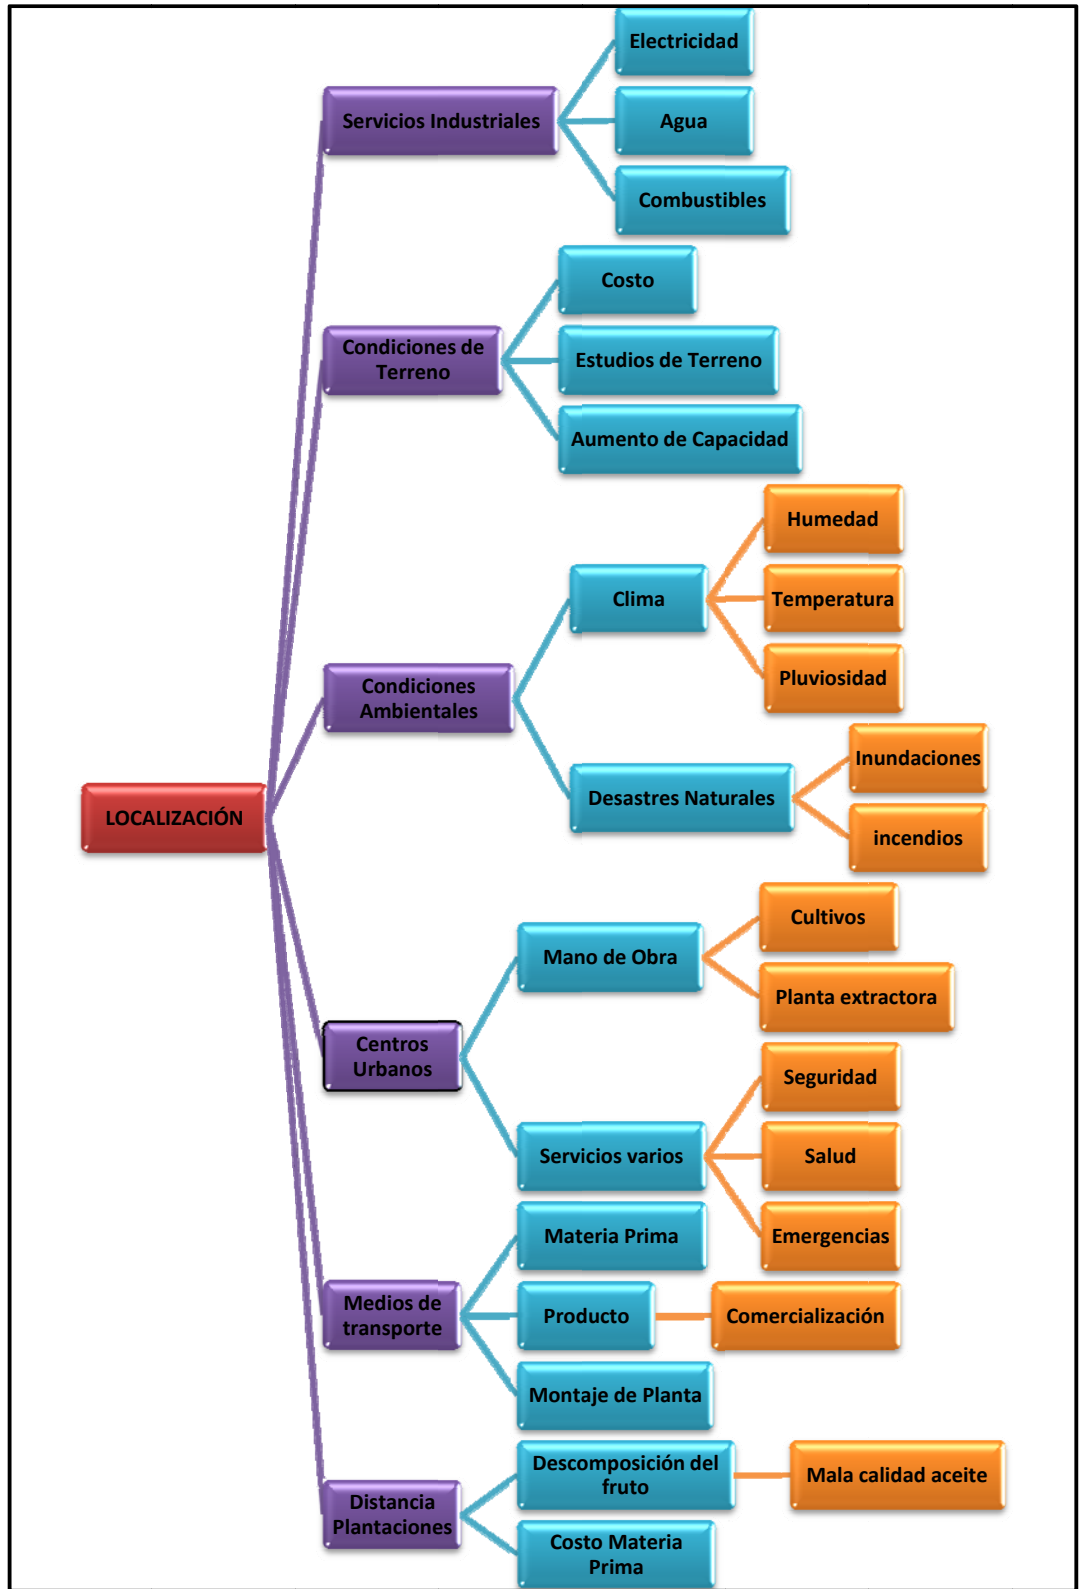 Electricidad
Servicios Industriales
Agua
Combustibles
Costo
Condiciones de
Terreno
Estudios de Terreno
Aumento de Capacidad
Humedad
Clima
Temperatura
Pluviosidad
Condiciones
Ambientales
Inundaciones
Desastres Naturales
incendios
LOCALIZACIÓN
Cultivos
Mano de Obra
Planta extractora
Centros
Urbanos
Seguridad
Servicios varios
Salud
Emergencias
Materia Prima
Medios de
transporte
Producto
Comercialización
Montaje de Planta
Descomposición del
fruto
Mala calidad aceite
Distancia
Plantaciones
Costo Materia
Prima